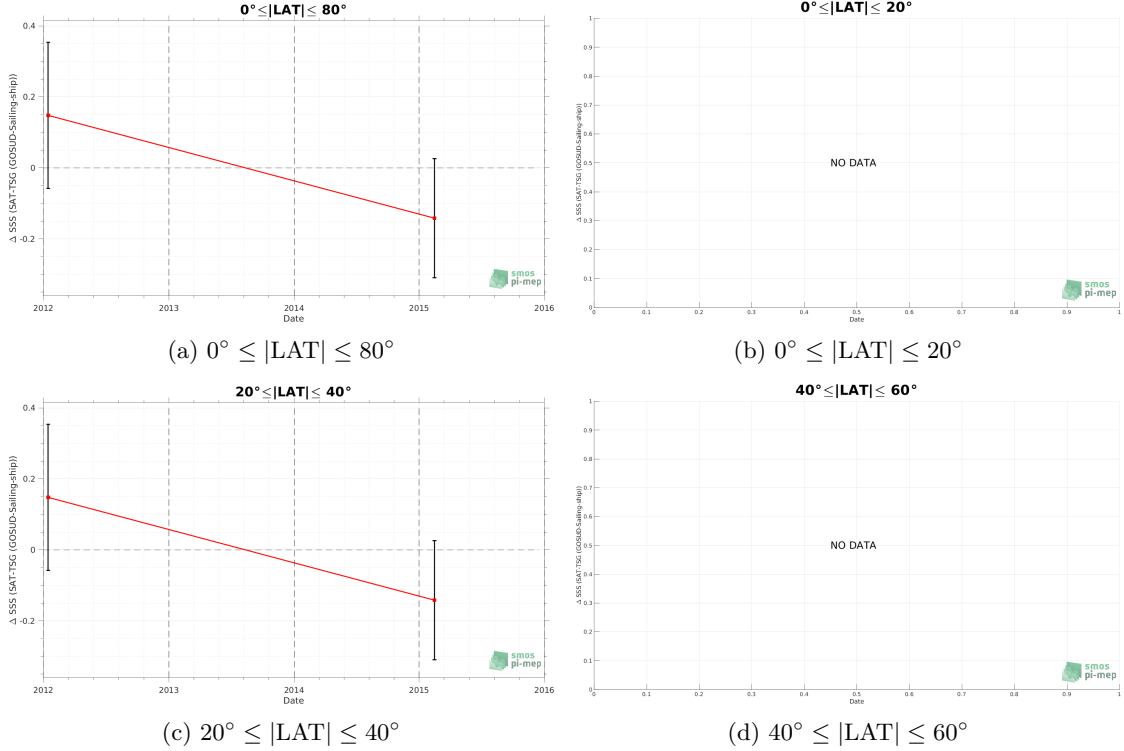 0°≤|LAT|≤ 80°
Δ SSS (SAT-TSG (GOSUD-Sailing-ship))
0.4
0.2
0
-0.2
2012 2013 2014 2015 2016
Date
smos
pi-mep
(a) 0° ≤ |LAT| ≤ 80°
0°≤|LAT|≤ 20°
Δ SSS (SAT-TSG (GOSUD-Sailing-ship))
1
0.9
0.8
0.7
0.6
0.5
0.4
0.3
0.2
0.1
0
NO DATA
0 0.1 0.2 0.3 0.4 0.5 0.6 0.7 0.8 0.9 1
Date
smos
pi-mep
(b) 0° ≤ |LAT| ≤ 20°
20°≤|LAT|≤ 40°
Δ SSS (SAT-TSG (GOSUD-Sailing-ship))
0.4
0.2
0
-0.2
2012 2013 2014 2015 2016
Date
smos
pi-mep
(c) 20° ≤ |LAT| ≤ 40°
40°≤|LAT|≤ 60°
Δ SSS (SAT-TSG (GOSUD-Sailing-ship))
1
0.9
0.8
0.7
0.6
0.5
0.4
0.3
0.2
0.1
0
NO DATA
0 0.1 0.2 0.3 0.4 0.5 0.6 0.7 0.8 0.9 1
Date
smos
pi-mep
(d) 40° ≤ |LAT| ≤ 60°